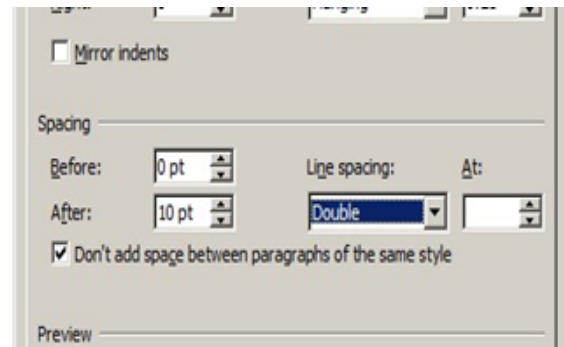 Mirror indents
Spacing
Before: 0 pt Line spacing: At:
After: 10 pt Double
Don't add space between paragraphs of the same style
Preview